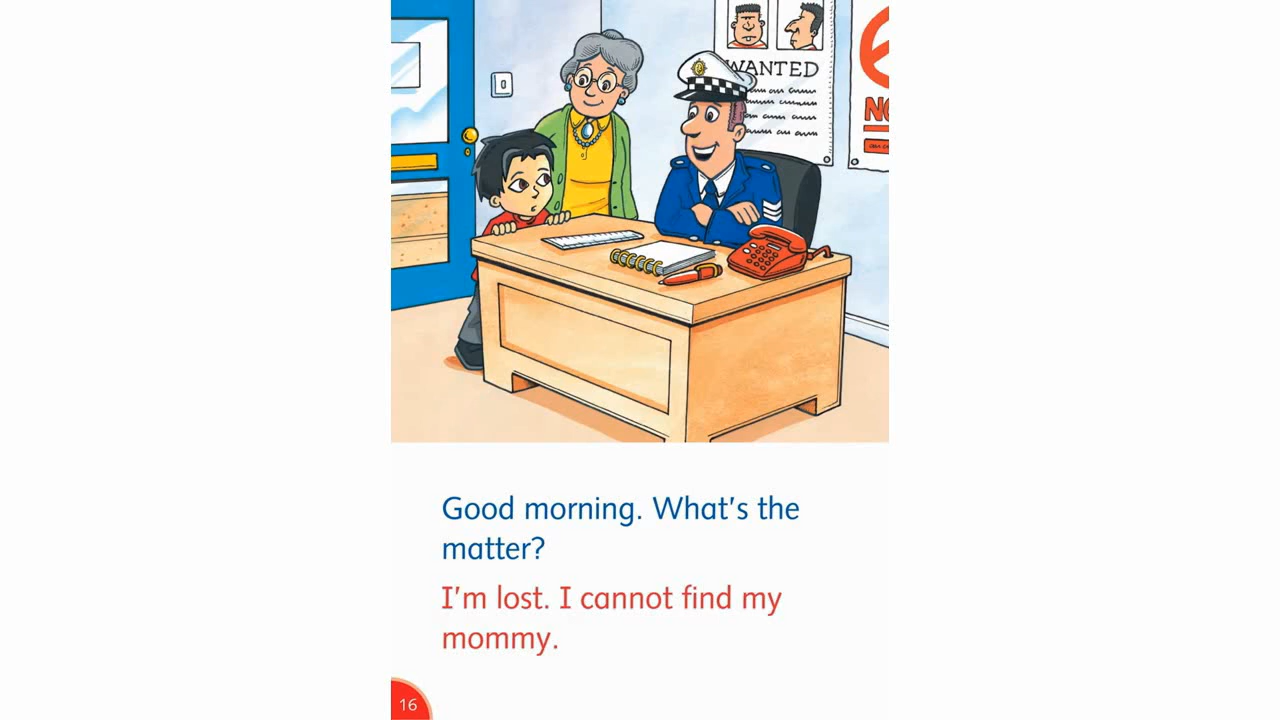 WANTED
NO
Good morning. What's the
matter?
I'm lost. I cannot find my
mommy.
16